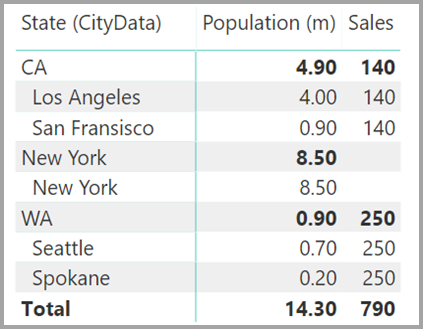 State (CityData) Population (m) Sales
CA 4.90 140
Los Angeles 4.00 140
San Fransisco 0.90 140
New York 8.50
New York 8.50
WA 0.90 250
Seattle 0.70 250
Spokane 0.20 250
Total 14.30 790